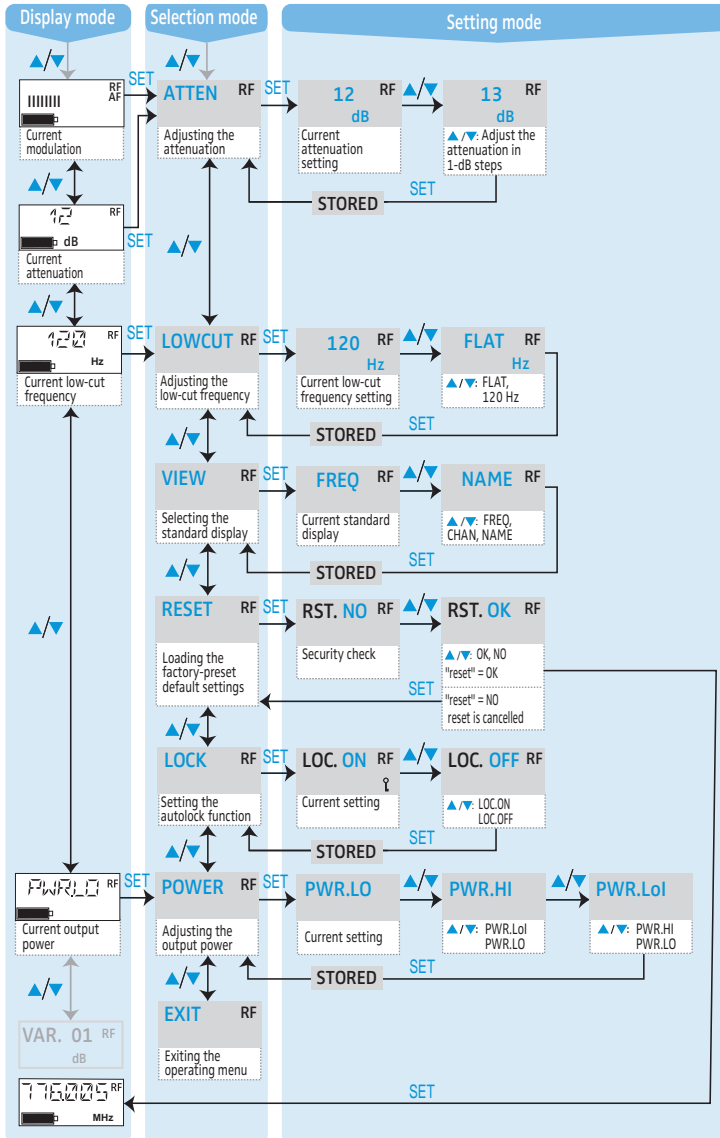 Display mode
Selection mode
Setting mode
▲/▼
▲/▼
RF
AF
SET
ATTEN RF
SET
12 RF
dB
▲/▼
13 RF
dB
Current
modulation
Adjusting the
attenuation
Current
attenuation
setting
▲/▼: Adjust the
attenuation in
1-dB steps
SET
STORED
▲/▼
12 RF
dB
SET
Current
attenuation
▲/▼
▲/▼
120 RF
Hz
SET
LOWCUT RF
SET
120 RF
Hz
▲/▼
FLAT RF
Hz
Current low-cut
frequency
Adjusting the
low-cut frequency
Current low-cut
frequency setting
▲/▼: FLAT,
120 Hz
SET
STORED
▲/▼
VIEW RF
SET
FREQ RF
▲/▼
NAME RF
Selecting the
standard display
Current standard
display
▲/▼: FREQ,
CHAN, NAME
SET
STORED
▲/▼
▲/▼
RESET RF
SET
RST. NO RF
▲/▼
RST. OK RF
Loading the
factory-preset
default settings
Security check
▲/▼: OK, NO
"reset" = OK
"reset" = NO
reset is cancelled
SET
▲/▼
LOCK RF
SET
LOC. ON RF
▲/▼
LOC. OFF RF
Setting the
autolock function
Current setting
▲/▼: LOC.ON
LOC.OFF
SET
STORED
▲/▼
PWR.LO RF
SET
POWER RF
SET
PWR.LO
▲/▼
PWR.HI
▲/▼
PWR.LoI
Current output
power
Adjusting the
output power
Current setting
▲/▼: PWR.LoI
PWR.LO
▲/▼: PWR.HI
PWR.LO
SET
STORED
▲/▼
▲/▼
VAR. 01 RF
dB
EXIT RF
Exiting the
operating menu
776.005 RF
MHz
SET